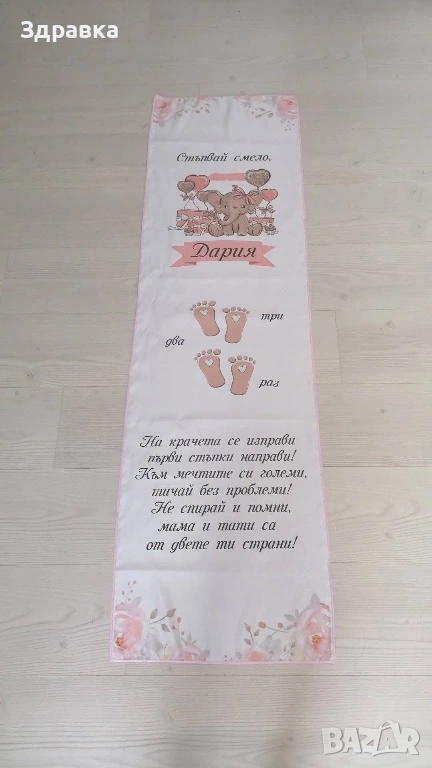 Здравка
Стъпвай смело,
Дария
три
два
раз
На крачета се изправи
първи стъпки направи!
Към мечтите си големи,
тичай без проблеми!
Не спирай и помни,
мама и тати са
от двете ти страни!
BAZAR